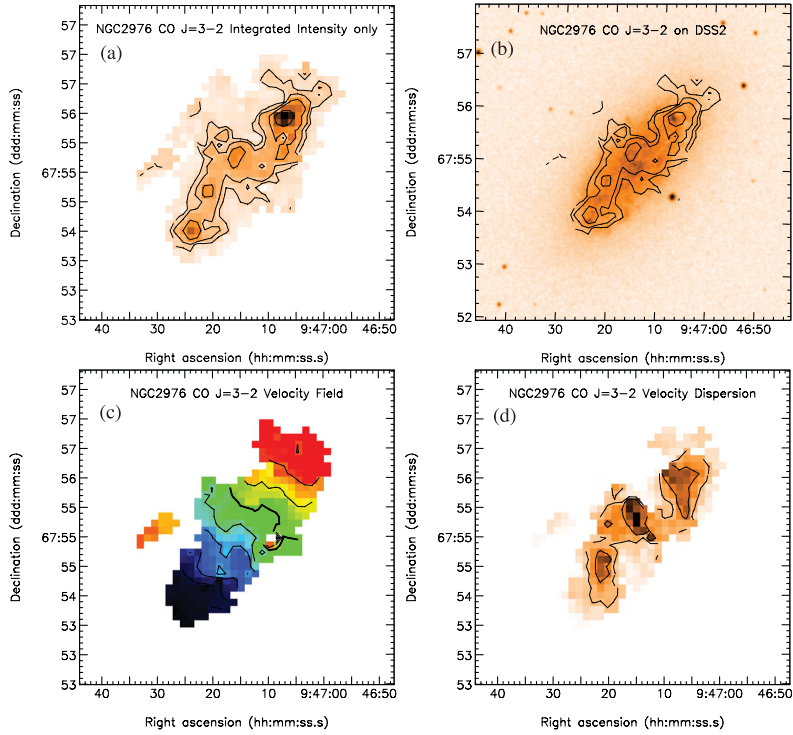 NGC2976 CO J=3-2 Integrated Intensity only
(a)
Declination (ddd:mm:ss)
57
57
56
55
67:55
55
54
53
53
40 30 20 10 9:47:00 46:50
Right ascension (hh:mm:ss.s)
NGC2976 CO J=3-2 on DSS2
(b)
Declination (ddd:mm:ss)
57
56
67:55
54
53
52
40 30 20 10 9:47:00 46:50
Right ascension (hh:mm:ss.s)
NGC2976 CO J=3-2 Velocity Field
(c)
Declination (ddd:mm:ss)
57
57
56
55
67:55
55
54
53
53
53
40 30 20 10 9:47:00 46:50
Right ascension (hh:mm:ss.s)
NGC2976 CO J=3-2 Velocity Dispersion
(d)
Declination (ddd:mm:ss)
57
57
56
55
67:55
55
54
53
53
53
40 30 20 10 9:47:00 46:50
Right ascension (hh:mm:ss.s)